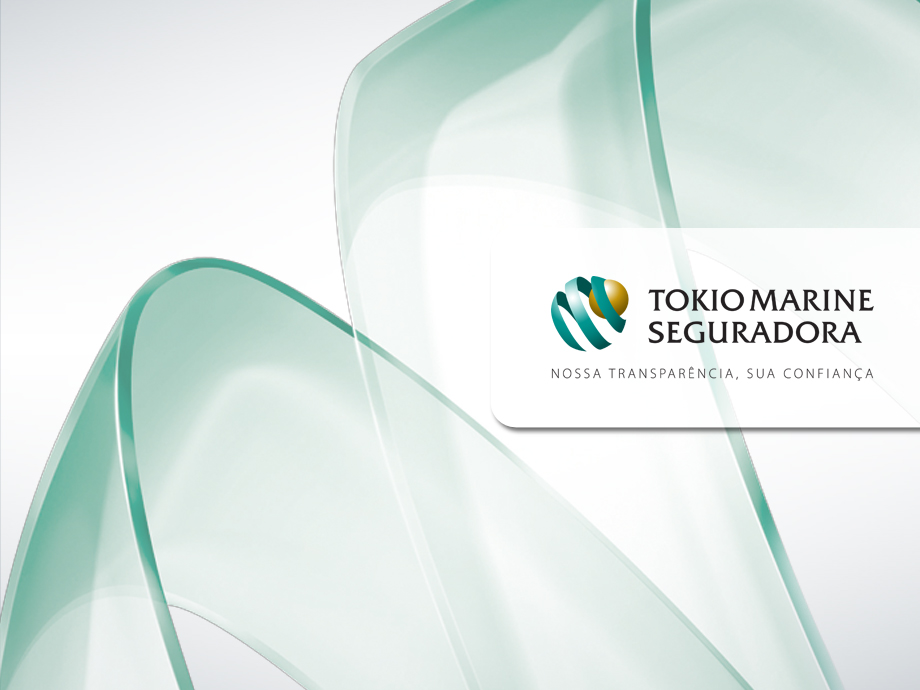 TOKIO MARINE
SEGURADORA
NOSSA TRANSPARÊNCIA, SUA CONFIANÇA